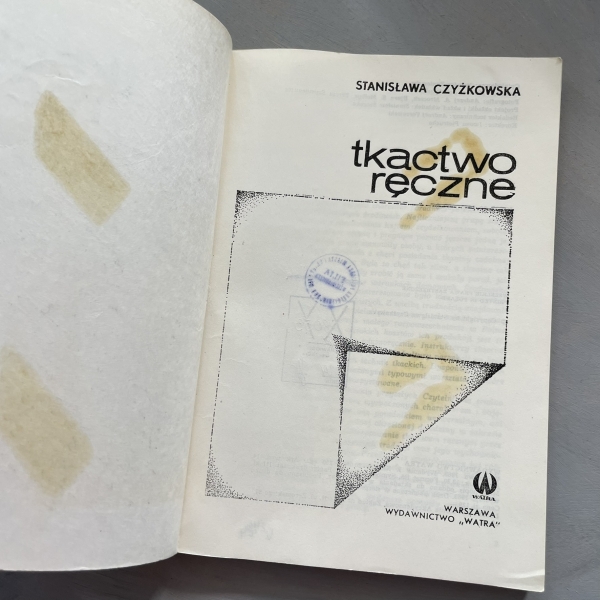 STANISŁAWA CZYŻKOWSKA
tkactwo
ręczne
WATRA
WARSZAWA
WYDAWNICTWO „WATRA"